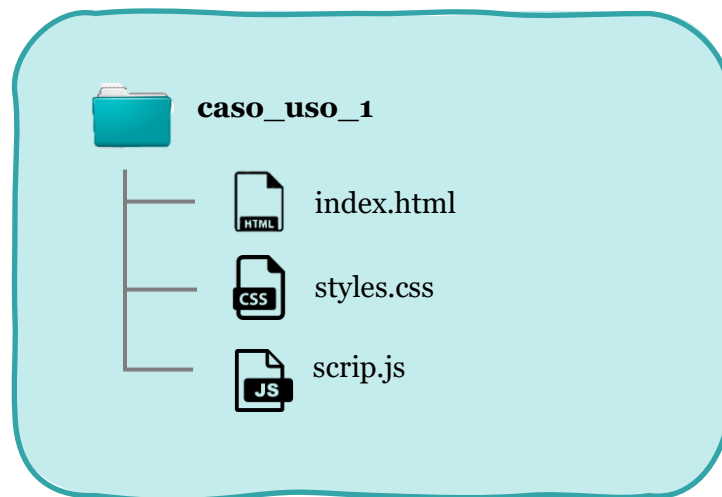 caso_uso_1
HTML
index.html
CSS
styles.css
JS
scrip.js